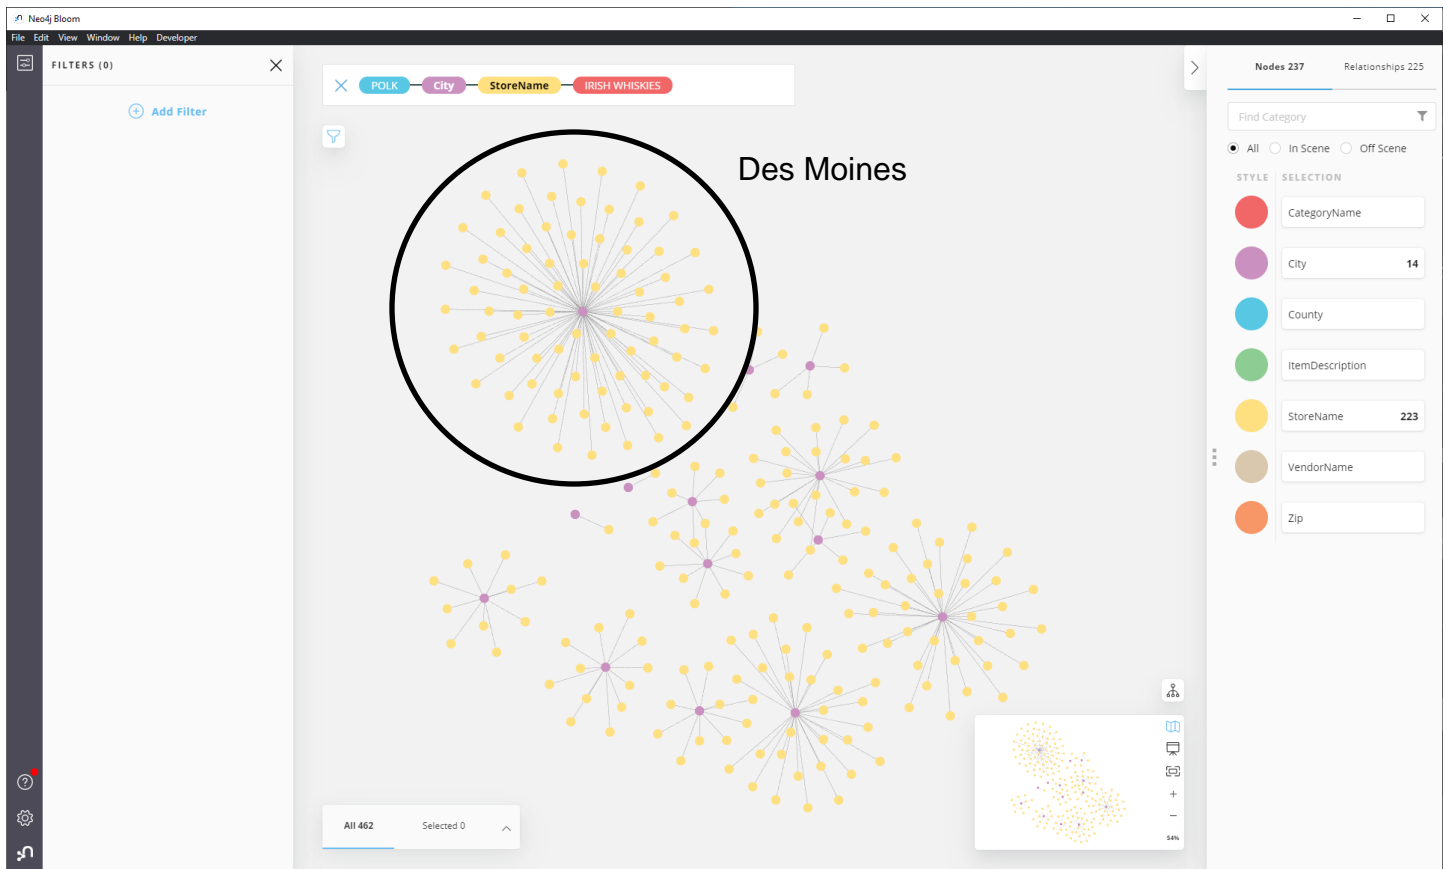 Neo4j Bloom
File Edit View Window Help Developer
FILTERS (0)
Add Filter
POLK City StoreName IRISH WHISKIES
Des Moines
Nodes 237 Relationships 225
Find Category
All In Scene Off Scene
STYLE SELECTION
CategoryName
City 14
County
ItemDescription
StoreName 223
VendorName
Zip
All 462 Selected 0
54%